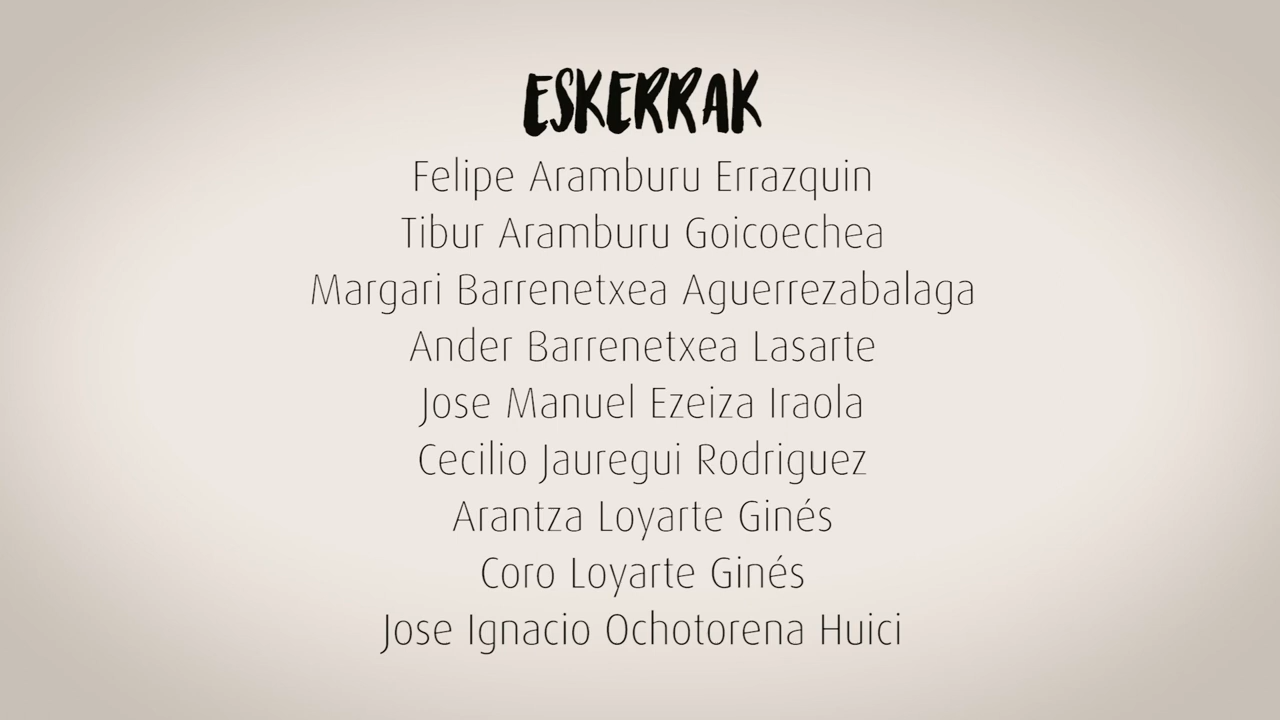 ESKERRAK
Felipe Aramburu Errazquin
Tibur Aramburu Goicoechea
Margari Barrenetxea Aguerrezabalaga
Ander Barrenetxea Lasarte
Jose Manuel Ezeiza Iraola
Cecilio Jauregui Rodriguez
Arantza Loyarte Ginés
Coro Loyarte Ginés
Jose Ignacio Ochotorena Huici